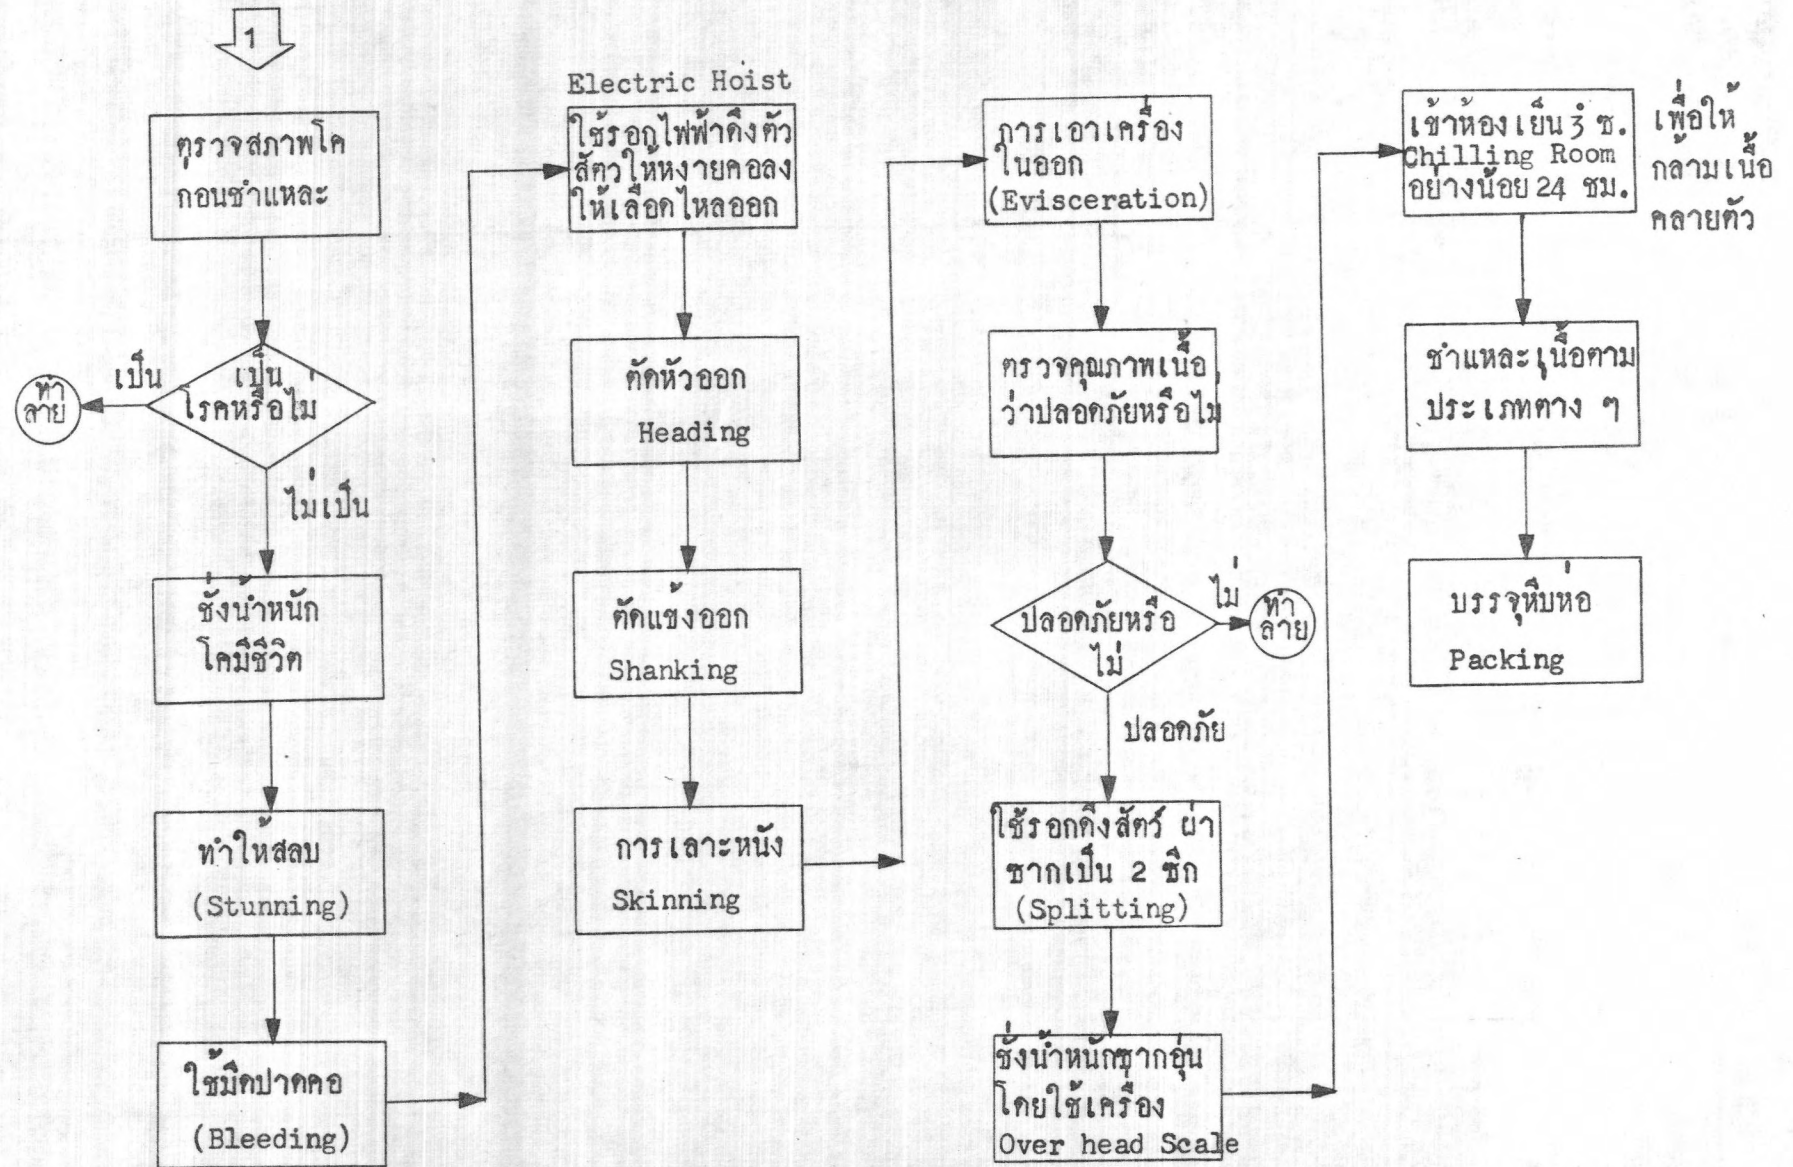 1
ตรวจสภาพโค
ก่อนชำแหละ
เป็น
โรคหรือไม่
เป็น
ทำ
ลาย
ไม่เป็น
ชั่งน้ำหนัก
โคมีชีวิต
ทำให้สลบ
(Stunning)
ใช้มีดปาดคอ
(Bleeding)
Electric Hoist
ใช้รอกไฟฟ้าดึงตัว
สัตว์ให้หงายคอลง
ให้เลือดไหลออก
ตัดหัวออก
Heading
ตัดแข้งออก
Shanking
การเลาะหนัง
Skinning
การเอาเครื่อง
ในออก
(Evisceration)
ตรวจคุณภาพเนื้อ
ว่าปลอดภัยหรือไม่
ปลอดภัยหรือ
ไม่
ไม่
ทำ
ลาย
ปลอดภัย
ใช้รอกดึงสัตว์ ผ่า
ซากเป็น 2 ซีก
(Splitting)
ชั่งน้ำหนักซากอุ่น
โดยใช้เครื่อง
Over head Scale
เข้าห้องเย็น 3 ซ.
Chilling Room
อย่างน้อย 24 ชม.
เพื่อให้
กล้ามเนื้อ
คลายตัว
ชำแหละเนื้อตาม
ประเภทต่าง ๆ
บรรจุหีบห่อ
Packing